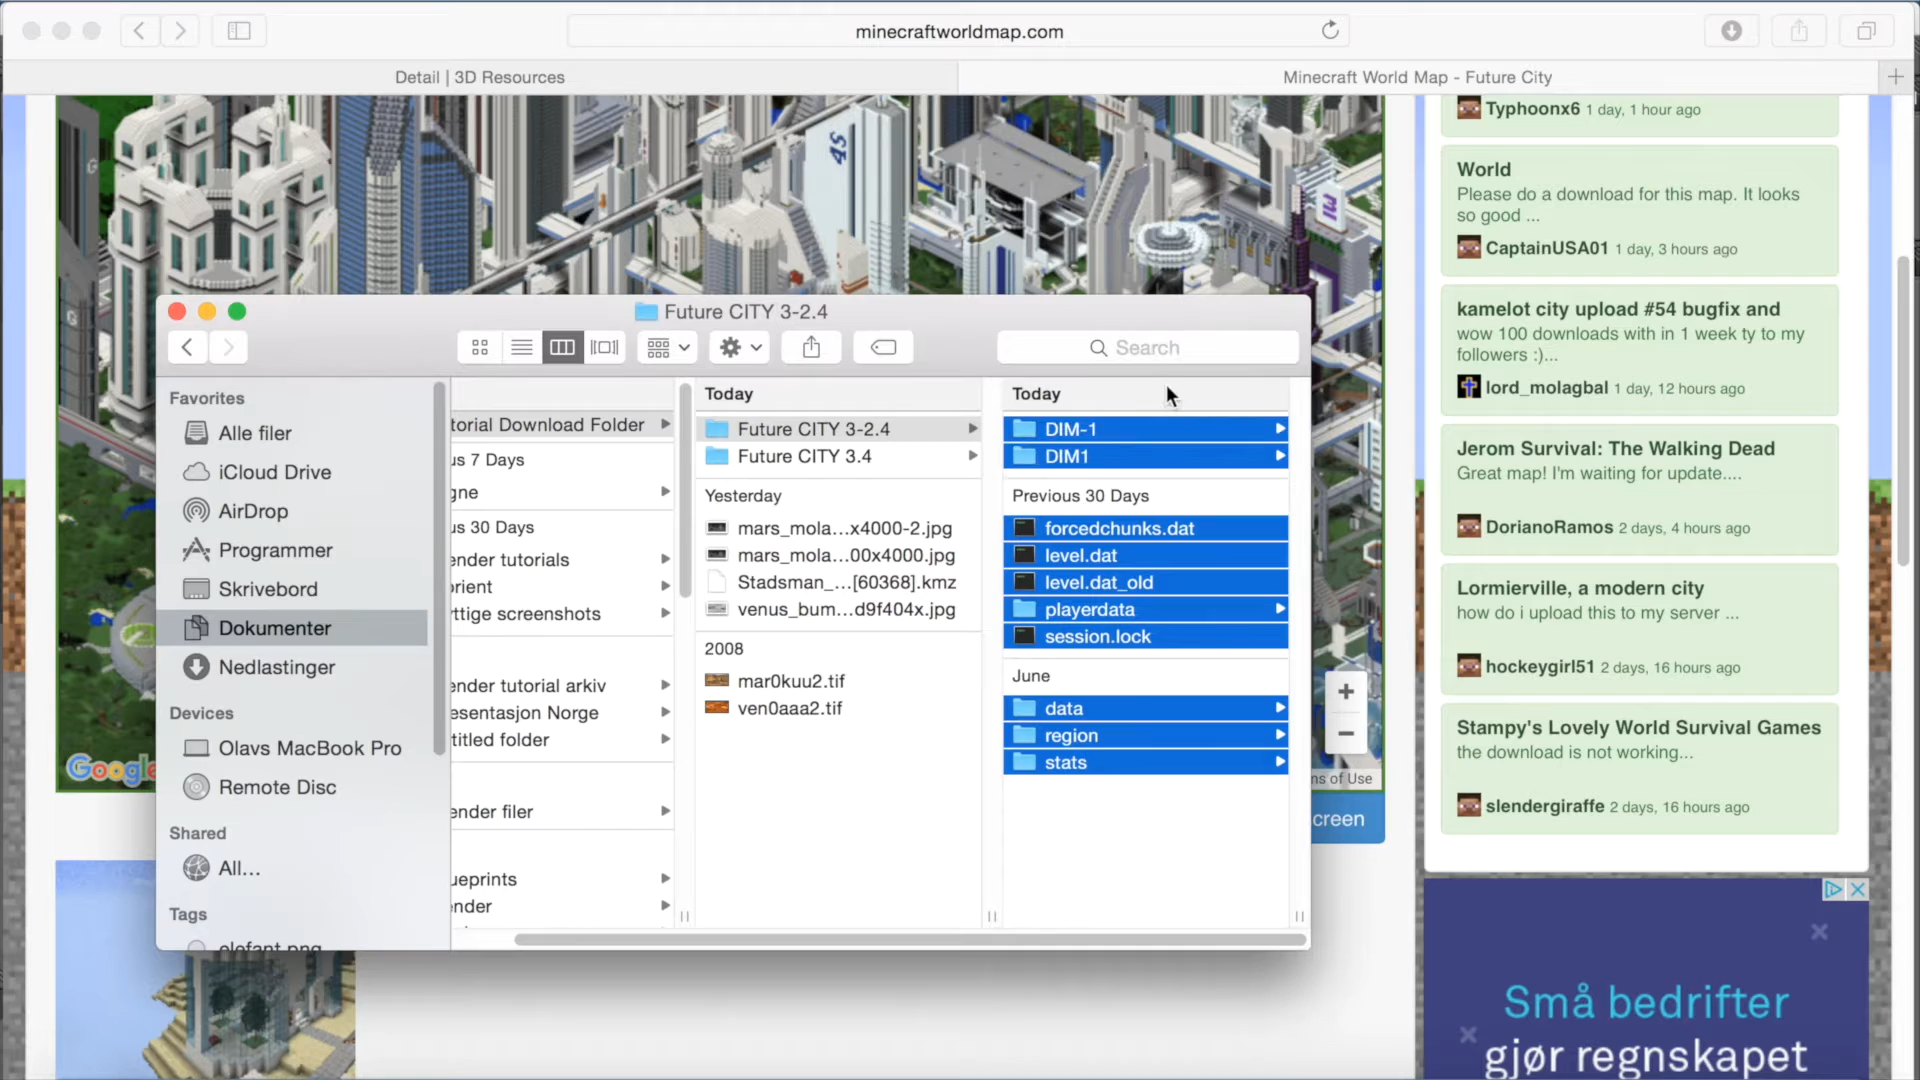 minecraftworldmap.com
Detail | 3D Resources
Minecraft World Map - Future City
Typhoonx6 1 day, 1 hour ago
World
Please do a download for this map. It looks
so good ...
CaptainUSA01 1 day, 3 hours ago
kamelot city upload #54 bugfix and
wow 100 downloads with in 1 week ty to my
followers :)...
lord_molagbal 1 day, 12 hours ago
Jerom Survival: The Walking Dead
Great map! I'm waiting for update....
DorianoRamos 2 days, 4 hours ago
Lormierville, a modern city
how do i upload this to my server ...
hockeygirl51 2 days, 16 hours ago
Stampy's Lovely World Survival Games
the download is not working...
slendergiraffe 2 days, 16 hours ago
Små bedrifter
gjør regnskapet
Future CITY 3-2.4
Search
Favorites
Alle filer
iCloud Drive
AirDrop
Programmer
Skrivebord
Dokumenter
Nedlastinger
Devices
Olavs MacBook Pro
Remote Disc
Shared
All...
Tags
elefant.png
torial Download Folder
us 7 Days
gne
us 30 Days
ender tutorials
orient
yttige screenshots
ender tutorial arkiv
esentasjon Norge
titled folder
ender filer
ueprints
ender
Today
Future CITY 3-2.4
Future CITY 3.4
Yesterday
mars_mola...x4000-2.jpg
mars_mola...00x4000.jpg
Stadsman_...[60368].kmz
venus_bum...d9f404x.jpg
2008
mar0kuu2.tif
ven0aaa2.tif
Today
DIM-1
DIM1
Previous 30 Days
forcedchunks.dat
level.dat
level.dat_old
playerdata
session.lock
June
data
region
stats
ns of Use
creen
Google